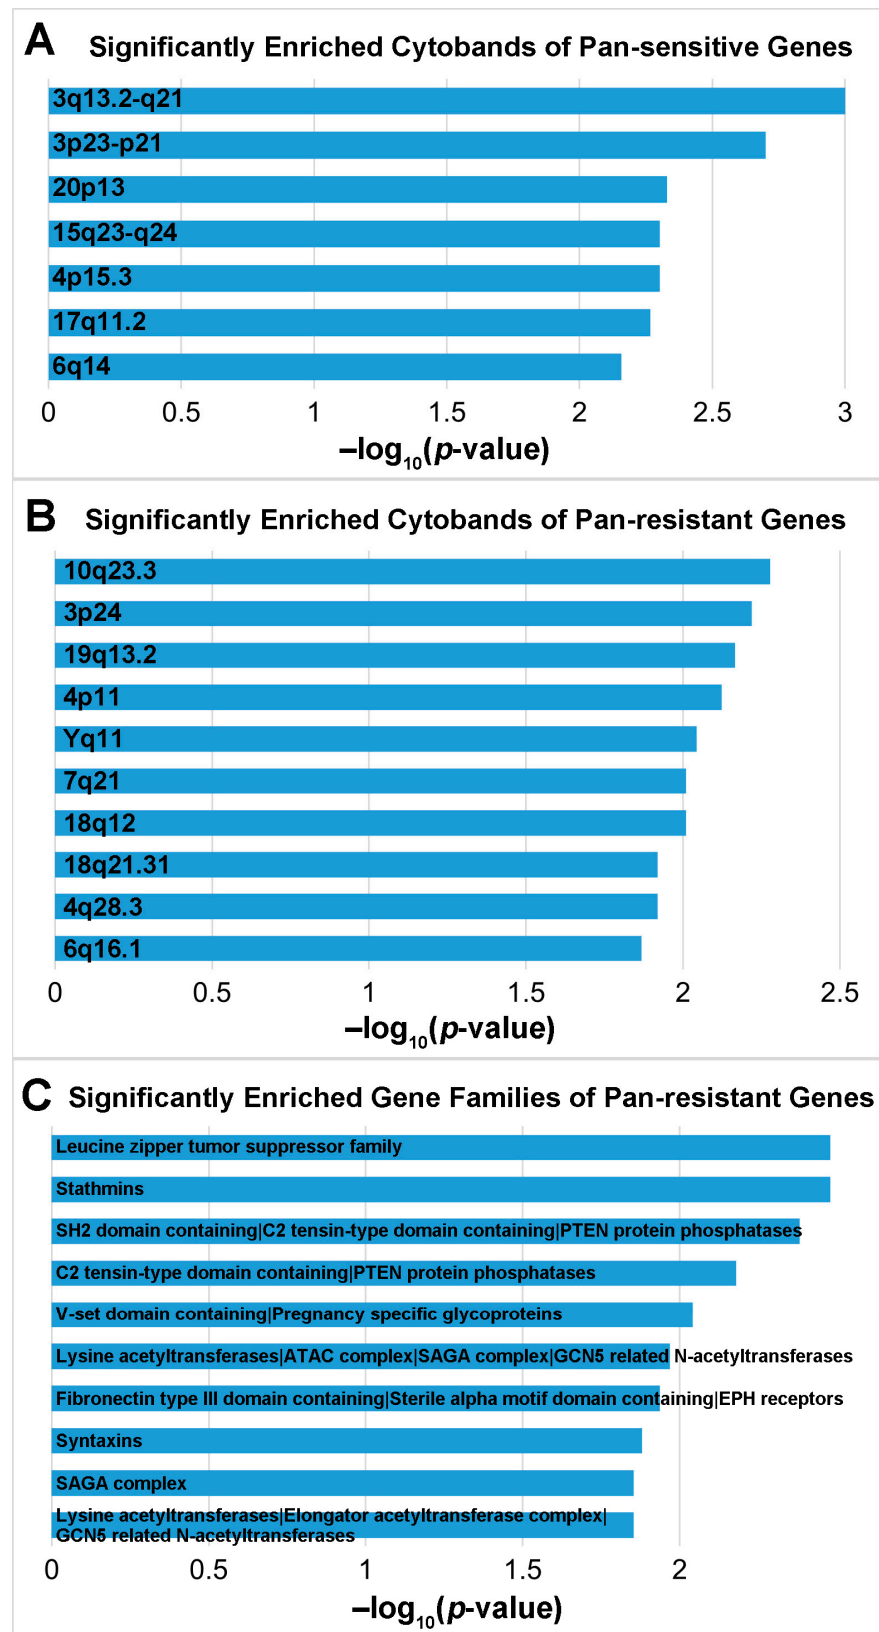 A Significantly Enriched Cytobands of Pan-sensitive Genes
3q13.2-q21
3p23-p21
20p13
15q23-q24
4p15.3
17q11.2
6q14
0 0.5 1 1.5 2 2.5 3
–log10(p-value)
B Significantly Enriched Cytobands of Pan-resistant Genes
10q23.3
3p24
19q13.2
4p11
Yq11
7q21
18q12
18q21.31
4q28.3
6q16.1
0 0.5 1 1.5 2 2.5
–log10(p-value)
C Significantly Enriched Gene Families of Pan-resistant Genes
Leucine zipper tumor suppressor family
Stathmins
SH2 domain containing|C2 tensin-type domain containing|PTEN protein phosphatases
C2 tensin-type domain containing|PTEN protein phosphatases
V-set domain containing|Pregnancy specific glycoproteins
Lysine acetyltransferases|ATAC complex|SAGA complex|GCN5 related N-acetyltransferases
Fibronectin type III domain containing|Sterile alpha motif domain containing|EPH receptors
Syntaxins
SAGA complex
Lysine acetyltransferases|Elongator acetyltransferase complex|
GCN5 related N-acetyltransferases
0 0.5 1 1.5 2
–log10(p-value)